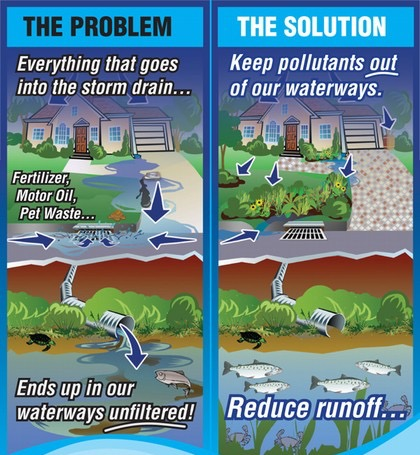 THE PROBLEM
Everything that goes
into the storm drain...
Fertilizer,
Motor Oil,
Pet Waste...
Ends up in our
waterways unfiltered!
THE SOLUTION
Keep pollutants out
of our waterways.
Reduce runoff...